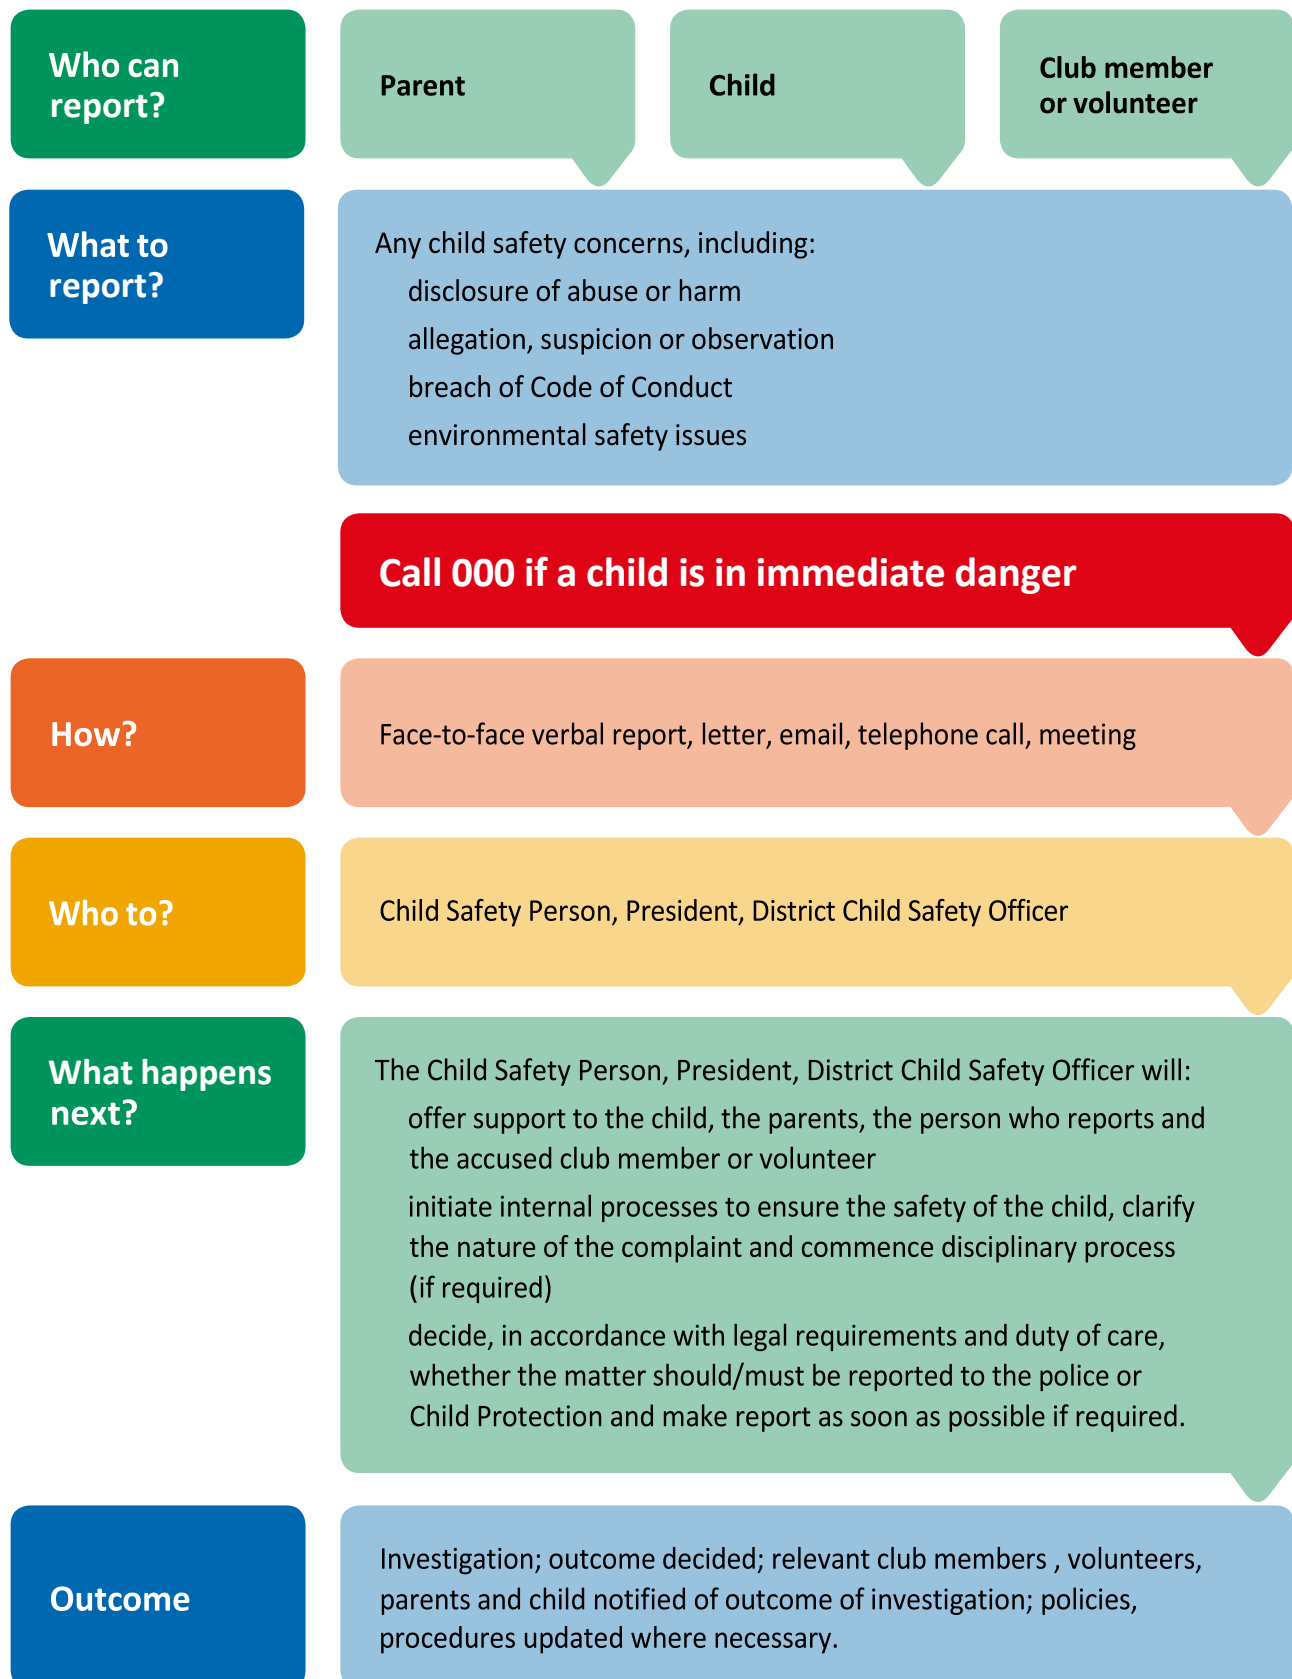 Who can
report?
Parent
Child
Club member
or volunteer
What to
report?
Any child safety concerns, including:
disclosure of abuse or harm
allegation, suspicion or observation
breach of Code of Conduct
environmental safety issues
Call 000 if a child is in immediate danger
How?
Face-to-face verbal report, letter, email, telephone call, meeting
Who to?
Child Safety Person, President, District Child Safety Officer
What happens
next?
The Child Safety Person, President, District Child Safety Officer will:
offer support to the child, the parents, the person who reports and
the accused club member or volunteer
initiate internal processes to ensure the safety of the child, clarify
the nature of the complaint and commence disciplinary process
(if required)
decide, in accordance with legal requirements and duty of care,
whether the matter should/must be reported to the police or
Child Protection and make report as soon as possible if required.
Outcome
Investigation; outcome decided; relevant club members , volunteers,
parents and child notified of outcome of investigation; policies,
procedures updated where necessary.